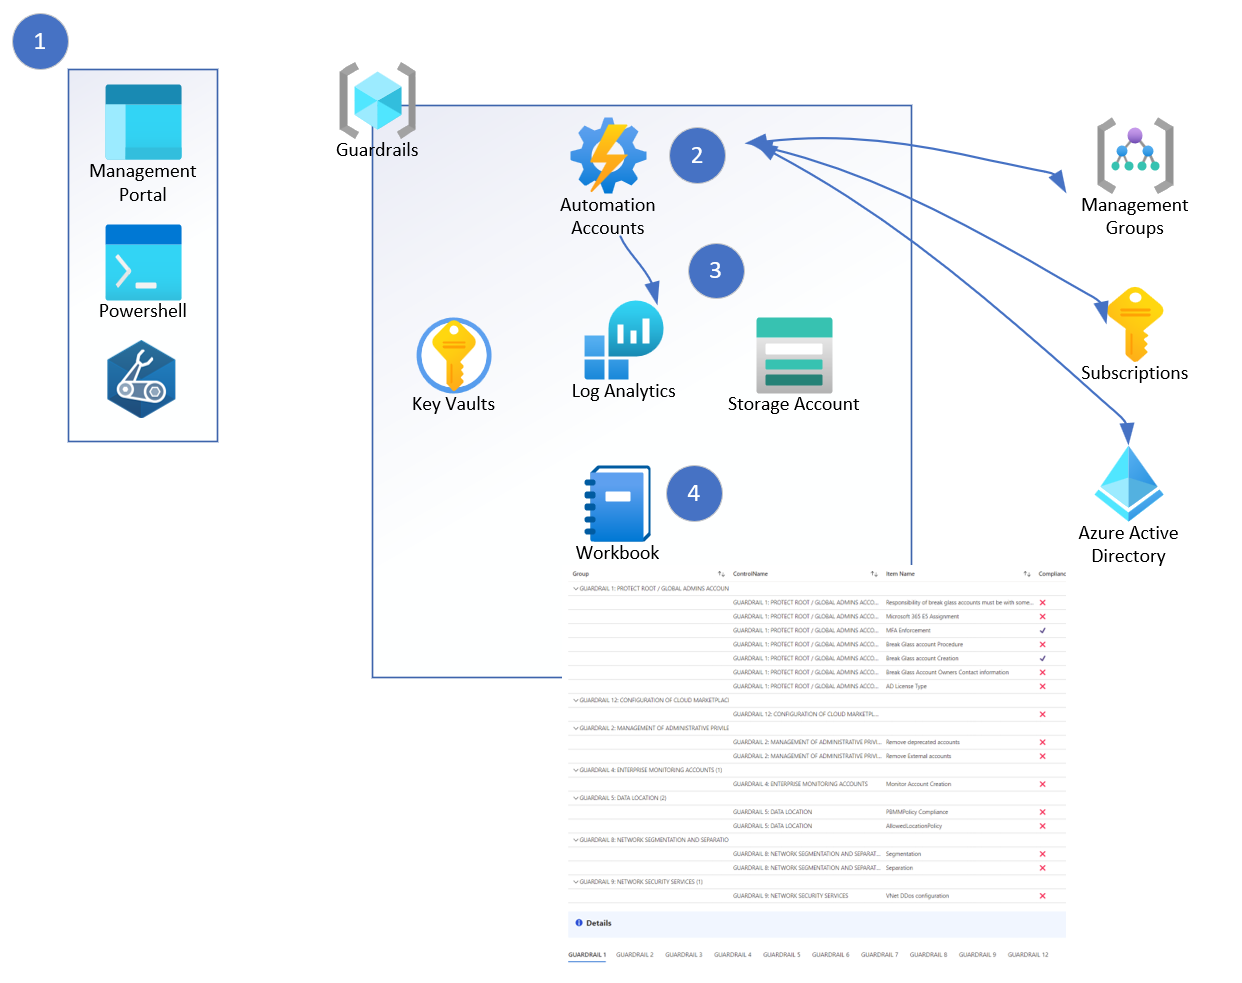 1
Management
Portal
Powershell
Guardrails
Automation
Accounts
2
3
Key Vaults
Log Analytics
Storage Account
Workbook
4
Management
Groups
Subscriptions
Azure Active
Directory
Group ControlName Item Name Complianc
GUARDRAIL 1: PROTECT ROOT / GLOBAL ADMINS ACCOUN
GUARDRAIL 1: PROTECT ROOT / GLOBAL ADMINS ACCO... Responsibility of break glass accounts must be with some...
GUARDRAIL 1: PROTECT ROOT / GLOBAL ADMINS ACCO... Microsoft 365 E5 Assignment
GUARDRAIL 1: PROTECT ROOT / GLOBAL ADMINS ACCO... MFA Enforcement
GUARDRAIL 1: PROTECT ROOT / GLOBAL ADMINS ACCO... Break Glass account Procedure
GUARDRAIL 1: PROTECT ROOT / GLOBAL ADMINS ACCO... Break Glass account Creation
GUARDRAIL 1: PROTECT ROOT / GLOBAL ADMINS ACCO... Break Glass Account Owners Contact information
GUARDRAIL 1: PROTECT ROOT / GLOBAL ADMINS ACCO... AD License Type
GUARDRAIL 12: CONFIGURATION OF CLOUD MARKETPLACE
GUARDRAIL 12: CONFIGURATION OF CLOUD MARKETPL...
GUARDRAIL 2: MANAGEMENT OF ADMINISTRATIVE PRIVILE
GUARDRAIL 2: MANAGEMENT OF ADMINISTRATIVE PRIVI... Remove deprecated accounts
GUARDRAIL 2: MANAGEMENT OF ADMINISTRATIVE PRIVI... Remove External accounts
GUARDRAIL 4: ENTERPRISE MONITORING ACCOUNTS (1)
GUARDRAIL 4: ENTERPRISE MONITORING ACCOUNTS Monitor Account Creation
GUARDRAIL 5: DATA LOCATION (2)
GUARDRAIL 5: DATA LOCATION PBMMPolicy Compliance
GUARDRAIL 5: DATA LOCATION AllowedLocationPolicy
GUARDRAIL 8: NETWORK SEGMENTATION AND SEPARATIO
GUARDRAIL 8: NETWORK SEGMENTATION AND SEPARAT... Segmentation
GUARDRAIL 8: NETWORK SEGMENTATION AND SEPARAT... Separation
GUARDRAIL 9: NETWORK SECURITY SERVICES (1)
GUARDRAIL 9: NETWORK SECURITY SERVICES VNet DDos configuration
Details
GUARDRAIL 1 GUARDRAIL 2 GUARDRAIL 3 GUARDRAIL 4 GUARDRAIL 5 GUARDRAIL 6 GUARDRAIL 7 GUARDRAIL 8 GUARDRAIL 9 GUARDRAIL 12